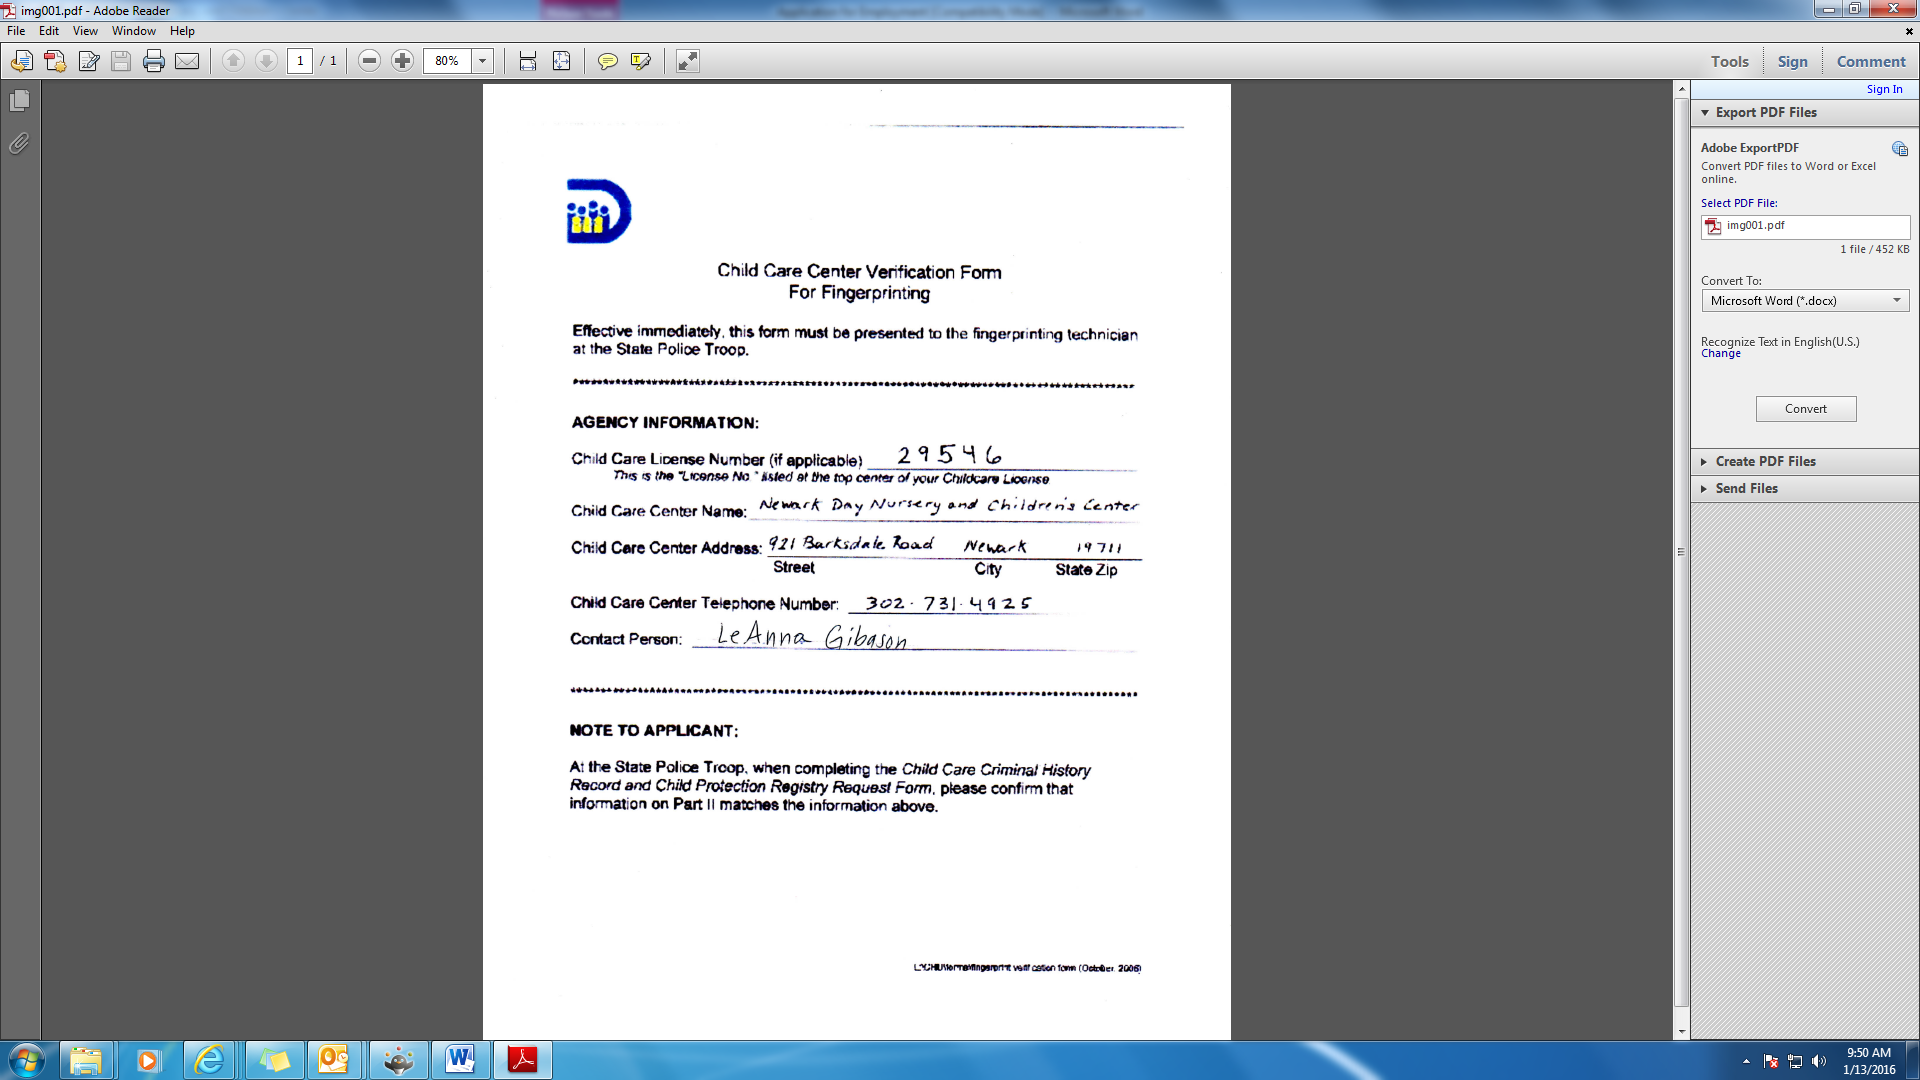 img001.pdf - Adobe Reader
File Edit View Window Help
1 / 1 80% Tools Sign Comment
Sign In
Export PDF Files
Adobe ExportPDF
Convert PDF files to Word or Excel
online.
Select PDF File:
img001.pdf
1 file / 452 KB
Convert To:
Microsoft Word (*.docx)
Recognize Text in English(U.S.)
Change
Convert
Create PDF Files
Send Files
Child Care Center Verification Form
For Fingerprinting
Effective immediately, this form must be presented to the fingerprinting technician
at the State Police Troop.
AGENCY INFORMATION:
Child Care License Number (if applicable) 29546
This is the "License No." listed at the top center of your Childcare License
Child Care Center Name: Newark Day Nursery and Children's Center
Child Care Center Address: 921 Barksdale Road Newark 19711
Street City State Zip
Child Care Center Telephone Number: 302-731-4925
Contact Person: LeAnna Gibason
NOTE TO APPLICANT:
At the State Police Troop, when completing the Child Care Criminal History
Record and Child Protection Registry Request Form, please confirm that
information on Part II matches the information above.
verification form (October, 2006)
9:50 AM
1/13/2016